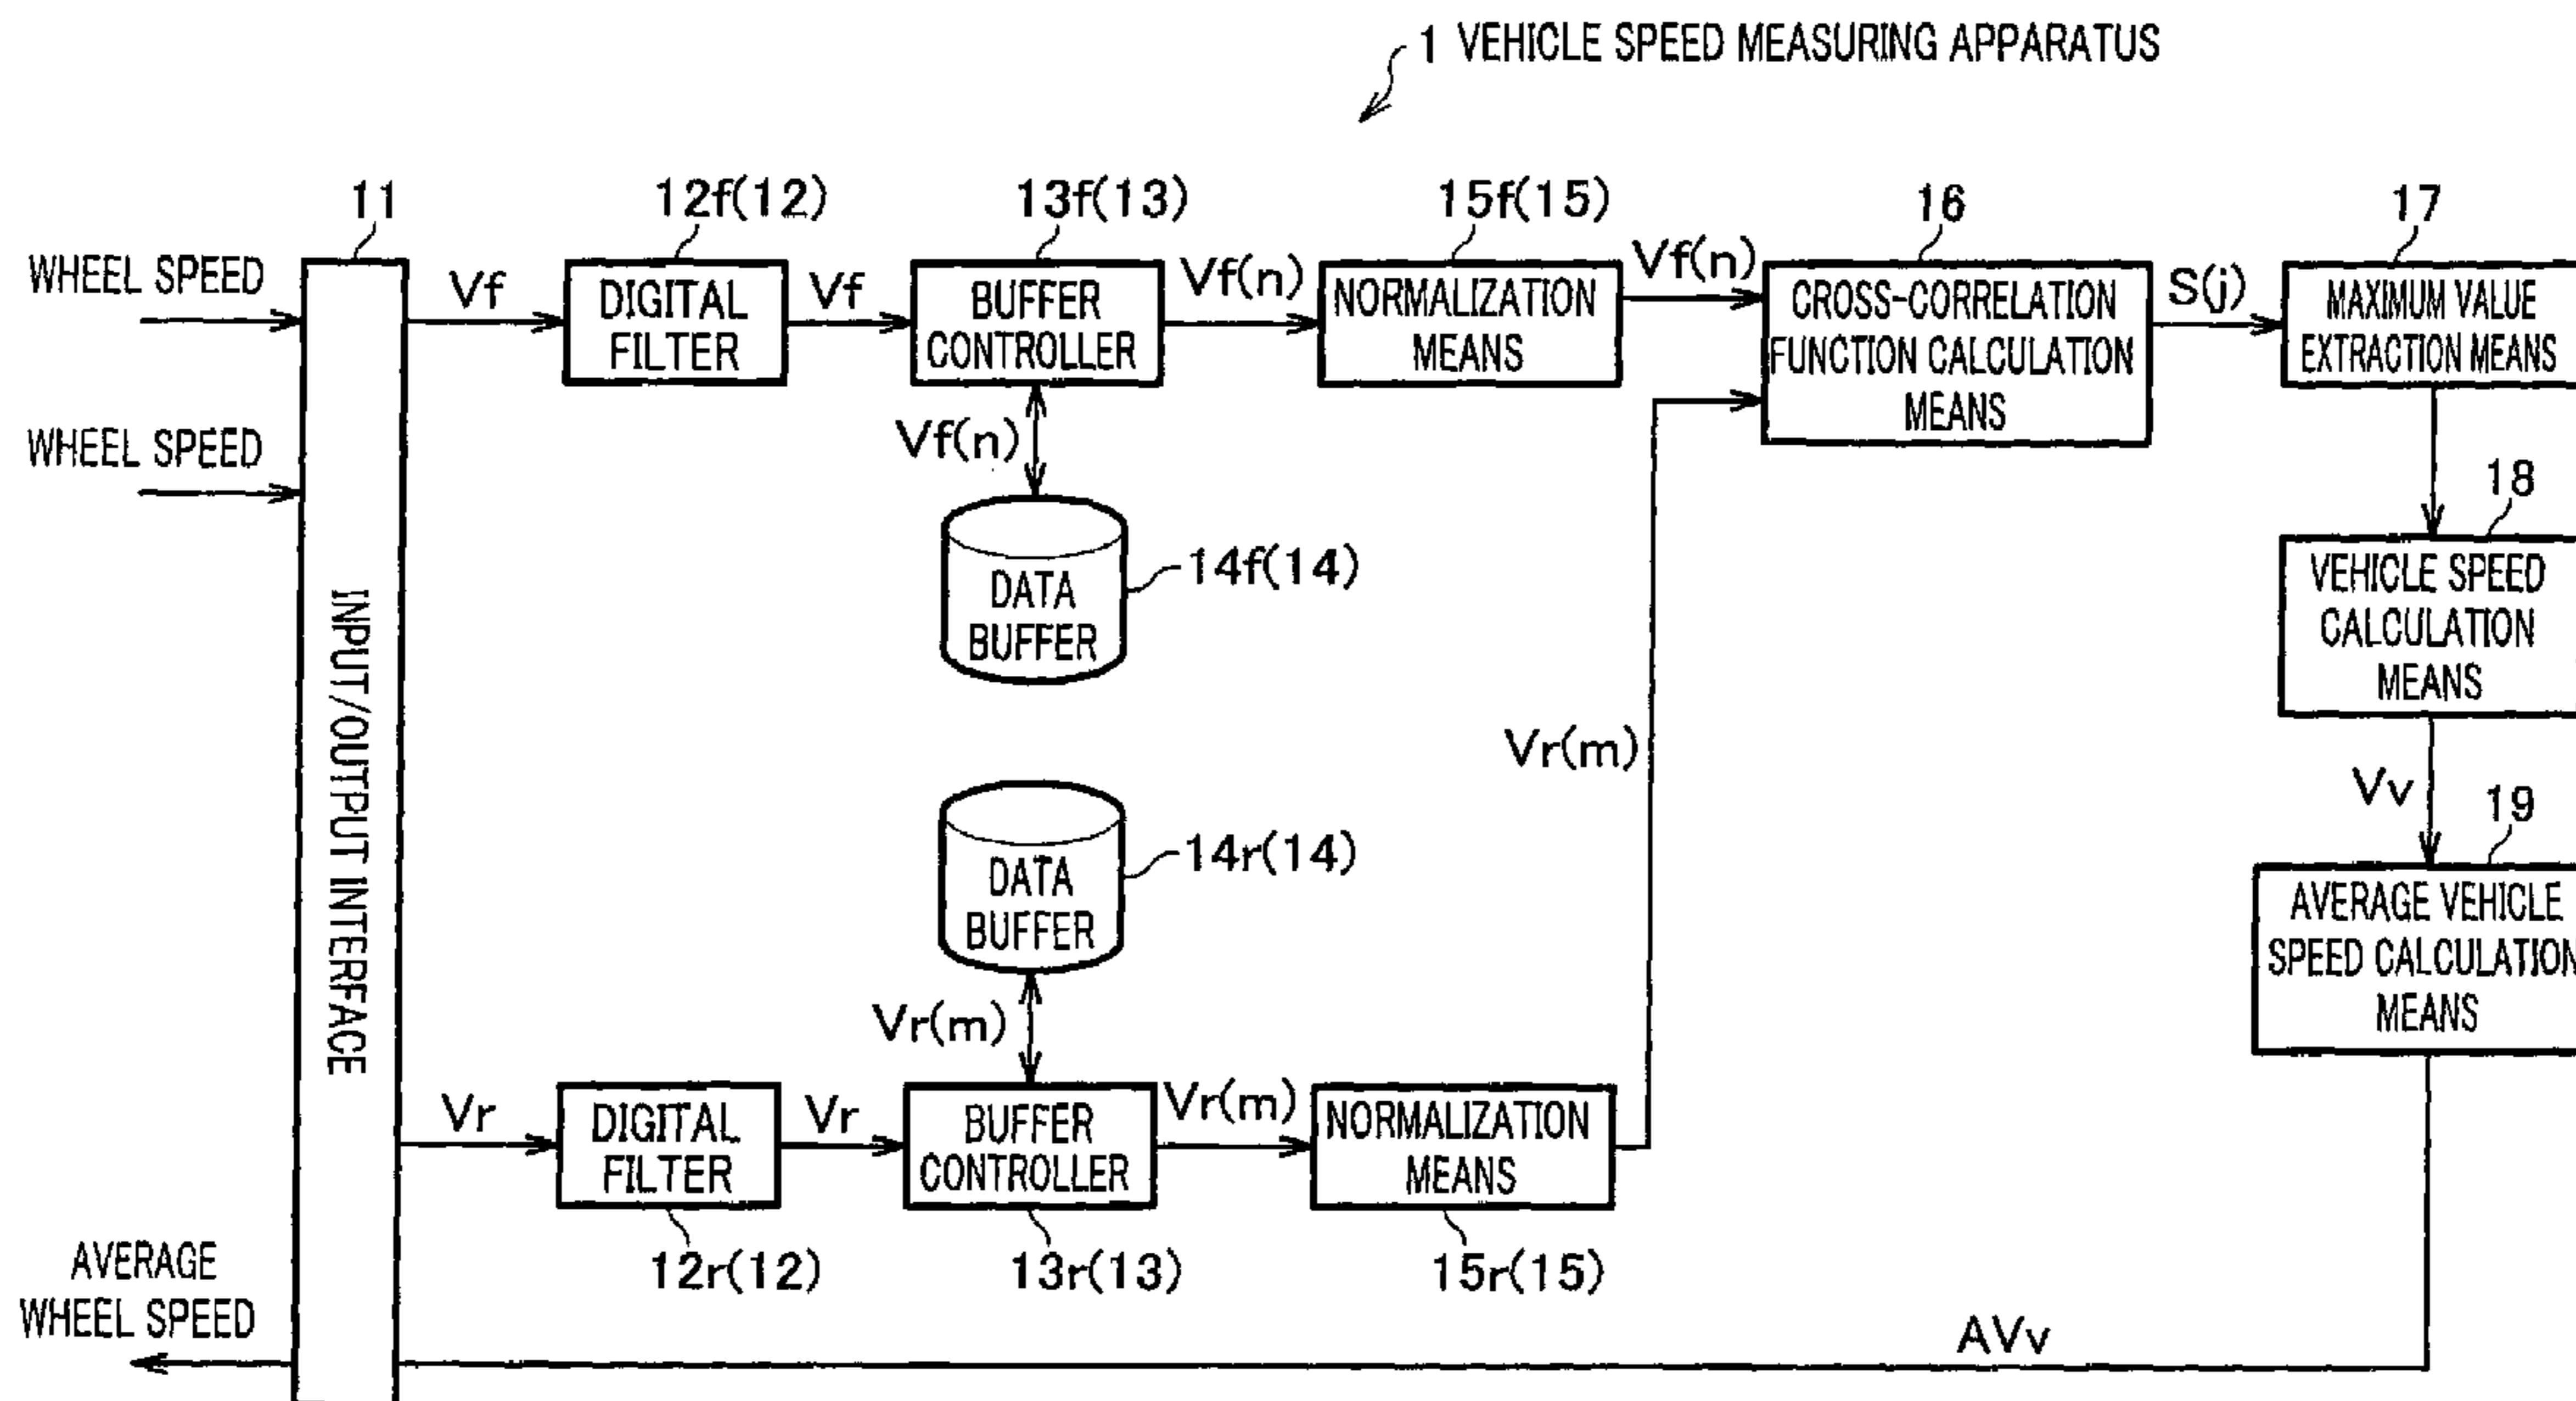 1 VEHICLE SPEED MEASURING APPARATUS
11
12f(12)
13f(13)
15f(15)
16
17
WHEEL SPEED
Vf
DIGITAL
FILTER
Vf
BUFFER
CONTROLLER
Vf(n)
NORMALIZATION
MEANS
Vf(n)
CROSS-CORRELATION
FUNCTION CALCULATION
MEANS
S(j)
MAXIMUM VALUE
EXTRACTION MEANS
WHEEL SPEED
Vf(n)
18
DATA
BUFFER
14f(14)
VEHICLE SPEED
CALCULATION
MEANS
INPUT/OUTPUT INTERFACE
Vr(m)
Vv
19
DATA
BUFFER
14r(14)
AVERAGE VEHICLE
SPEED CALCULATION
MEANS
Vr(m)
Vr
DIGITAL
FILTER
Vr
BUFFER
CONTROLLER
Vr(m)
NORMALIZATION
MEANS
12r(12)
13r(13)
15r(15)
AVERAGE
WHEEL SPEED
AVv